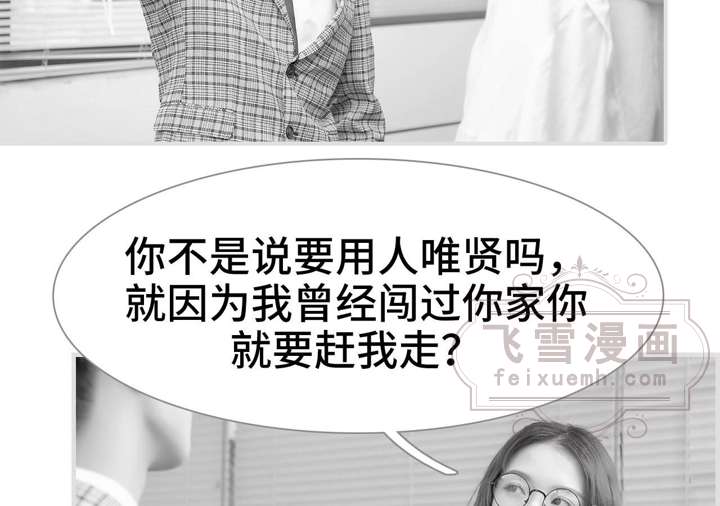 你不是说要用人唯贤吗，
就因为我曾经闯过你家你
就要赶我走？
飞雪漫画
feixuemh.com